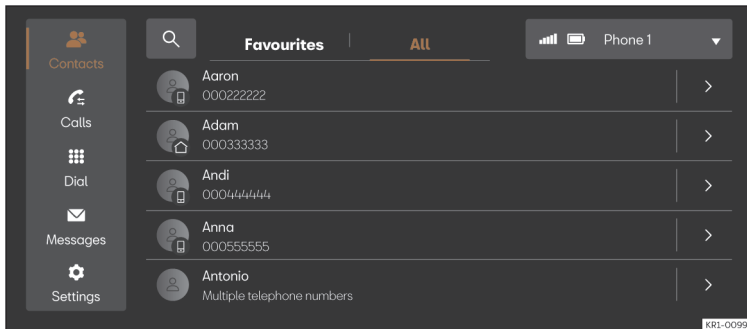 Contacts
Calls
Dial
Messages
Settings
Favourites
All
Phone 1
Aaron
000222222
Adam
000333333
Andi
000444444
Anna
000555555
Antonio
Multiple telephone numbers
KR1-0099